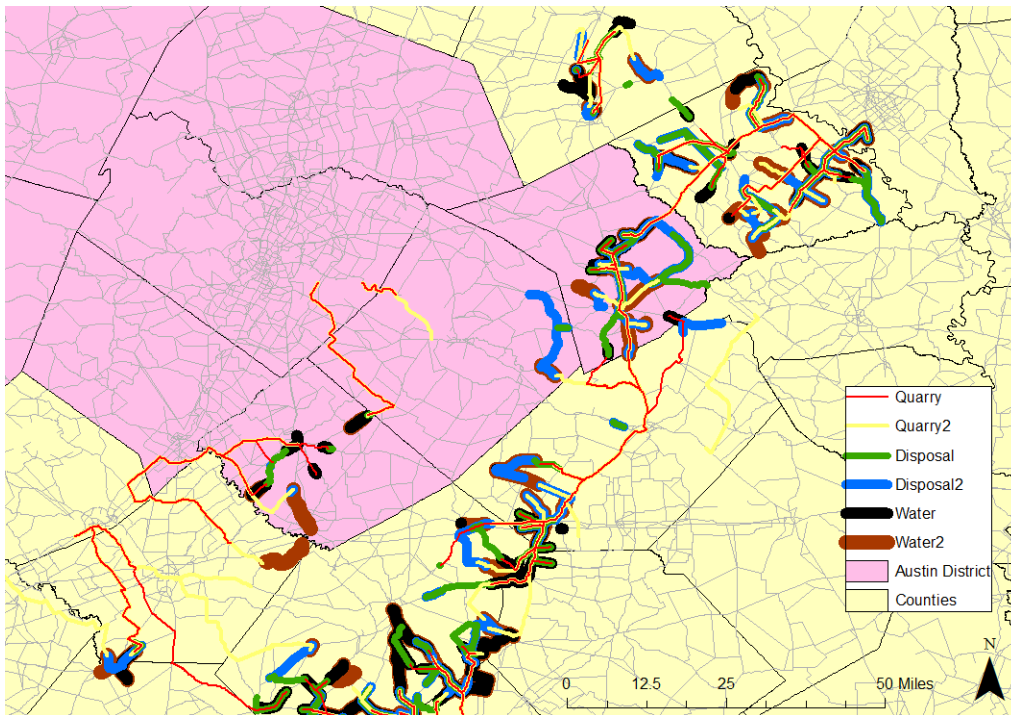 Quarry
Quarry2
Disposal
Disposal2
Water
Water2
Austin District
Counties
N
0 12.5 25 50 Miles